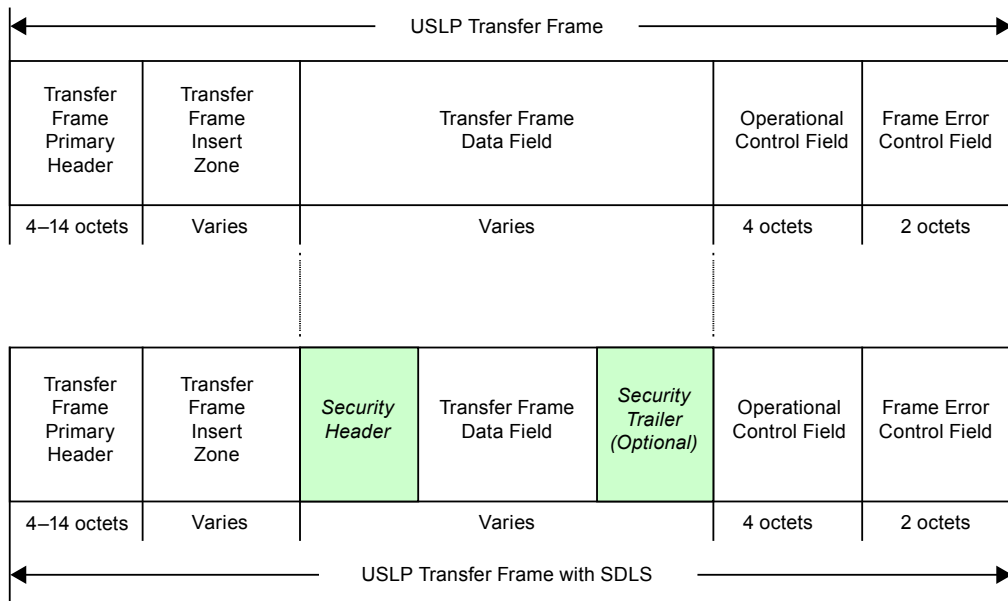 USLP Transfer Frame
Transfer
Frame
Primary
Header
Transfer
Frame
Insert
Zone
Transfer Frame
Data Field
Operational
Control Field
Frame Error
Control Field
4–14 octets
Varies
Varies
4 octets
2 octets
Transfer
Frame
Primary
Header
Transfer
Frame
Insert
Zone
Security
Header
Transfer Frame
Data Field
Security
Trailer
(Optional)
Operational
Control Field
Frame Error
Control Field
4–14 octets
Varies
Varies
4 octets
2 octets
USLP Transfer Frame with SDLS